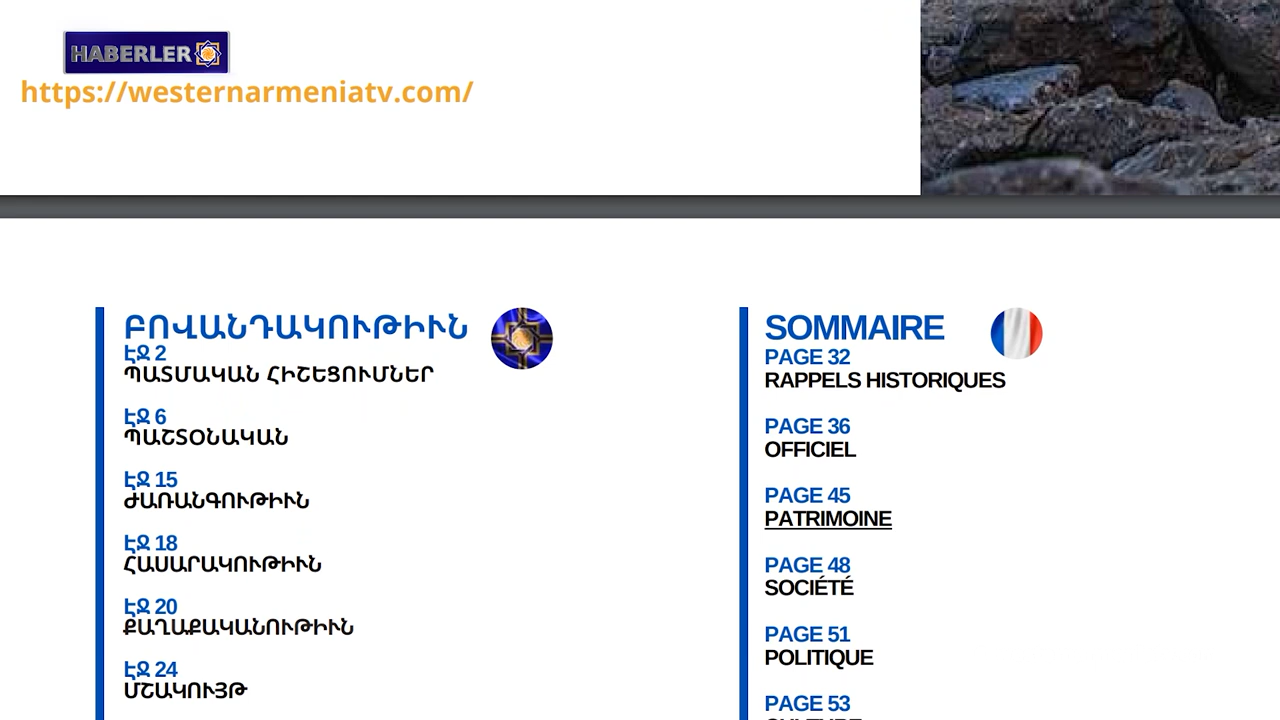 HABERLER
https://westernarmeniatv.com/
ԲՈՎԱՆԴԱԿՈՒԹԻՒՆ
ԷՋ 2
ՊԱՏՄԱԿԱՆ ՀԻՇԵՑՈՒՄՆԵՐ
ԷՋ 6
ՊԱՇՏՕՆԱԿԱՆ
ԷՋ 15
ԺԱՌԱՆԳՈՒԹԻՒՆ
ԷՋ 18
ՀԱՍԱՐԱԿՈՒԹԻՒՆ
ԷՋ 20
ՔԱՂԱՔԱԿԱՆՈՒԹԻՒՆ
ԷՋ 24
ՄՇԱԿՈՒՅԹ
SOMMAIRE
PAGE 32
RAPPELS HISTORIQUES
PAGE 36
OFFICIEL
PAGE 45
PATRIMOINE
PAGE 48
SOCIÉTÉ
PAGE 51
POLITIQUE
PAGE 53